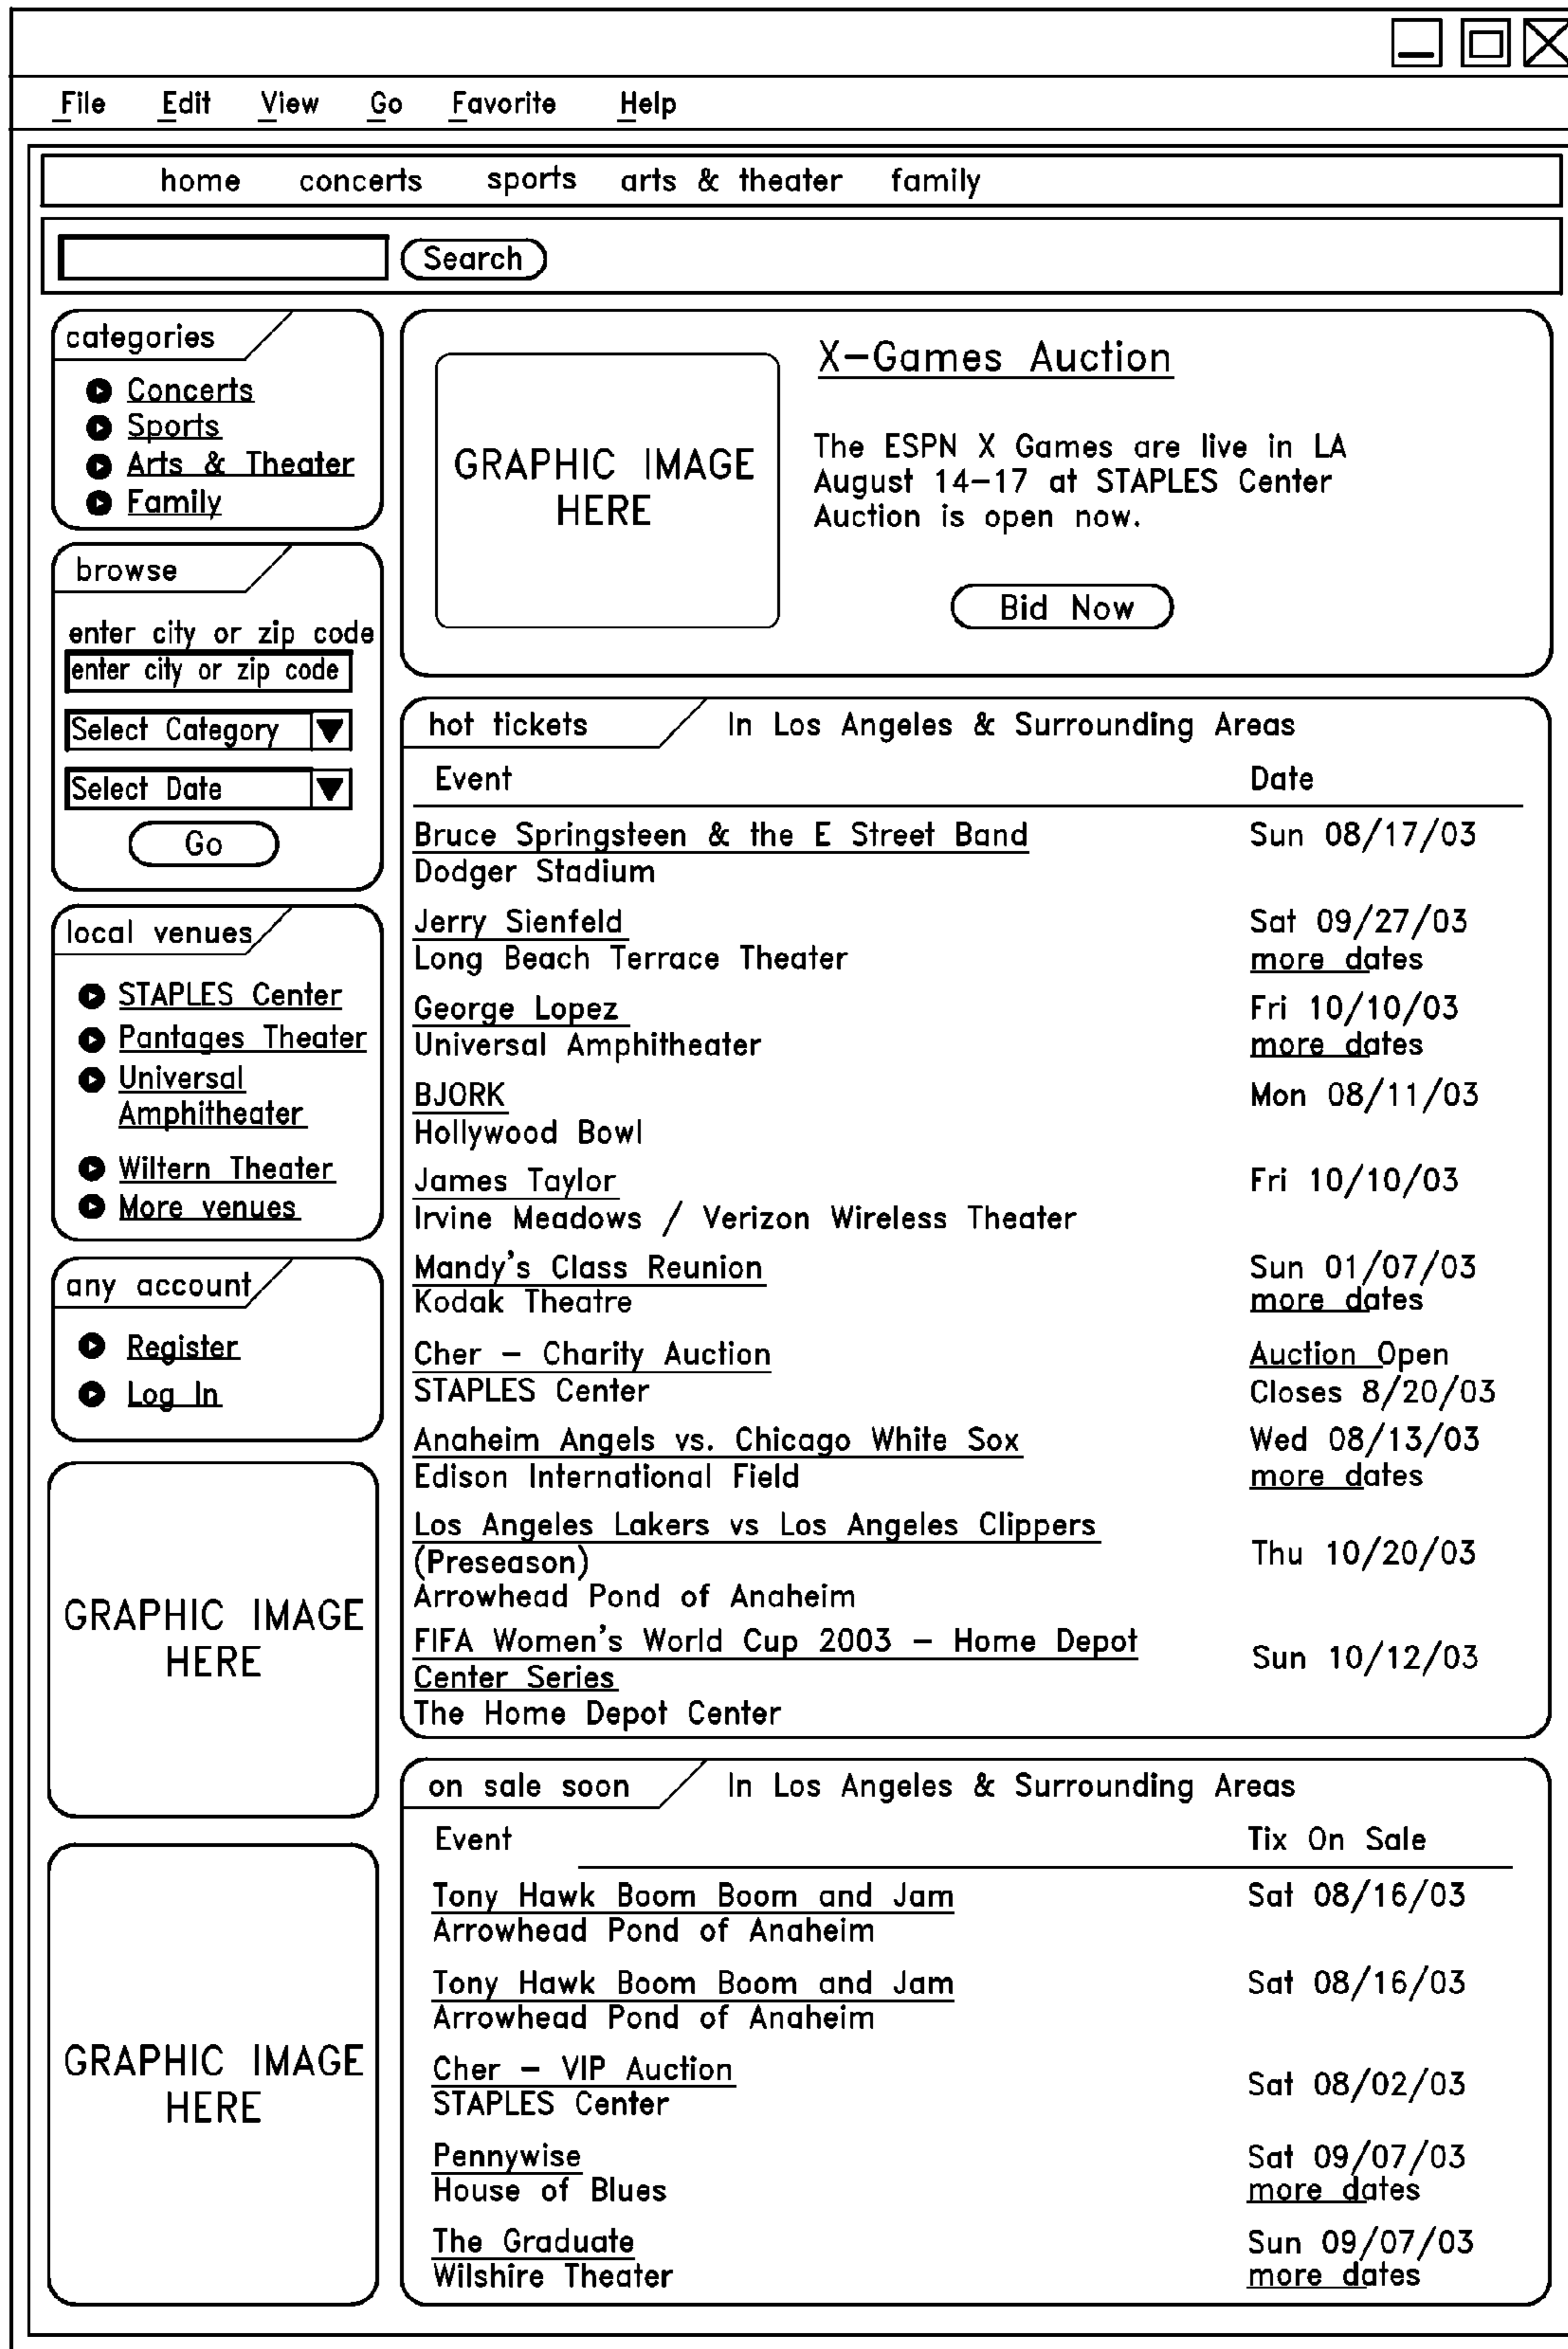 File Edit View Go Favorite Help
home concerts sports arts & theater family
Search
categories
Concerts
Sports
Arts & Theater
Family
browse
enter city or zip code
enter city or zip code
Select Category
Select Date
Go
local venues
STAPLES Center
Pantages Theater
Universal
Amphitheater
Wiltern Theater
More venues
any account
Register
Log In
GRAPHIC IMAGE
HERE
GRAPHIC IMAGE
HERE
GRAPHIC IMAGE
HERE
X-Games Auction
The ESPN X Games are live in LA
August 14-17 at STAPLES Center
Auction is open now.
Bid Now
hot tickets In Los Angeles & Surrounding Areas
Event Date
Bruce Springsteen & the E Street Band Sun 08/17/03
Dodger Stadium
Jerry Sienfeld Sat 09/27/03
Long Beach Terrace Theater more dates
George Lopez Fri 10/10/03
Universal Amphitheater more dates
BJORK Mon 08/11/03
Hollywood Bowl
James Taylor Fri 10/10/03
Irvine Meadows / Verizon Wireless Theater
Mandy's Class Reunion Sun 01/07/03
Kodak Theatre more dates
Cher - Charity Auction Auction Open
STAPLES Center Closes 8/20/03
Anaheim Angels vs. Chicago White Sox Wed 08/13/03
Edison International Field more dates
Los Angeles Lakers vs Los Angeles Clippers
(Preseason) Thu 10/20/03
Arrowhead Pond of Anaheim
FIFA Women's World Cup 2003 - Home Depot
Center Series Sun 10/12/03
The Home Depot Center
on sale soon In Los Angeles & Surrounding Areas
Event Tix On Sale
Tony Hawk Boom Boom and Jam Sat 08/16/03
Arrowhead Pond of Anaheim
Tony Hawk Boom Boom and Jam Sat 08/16/03
Arrowhead Pond of Anaheim
Cher - VIP Auction Sat 08/02/03
STAPLES Center
Pennywise Sat 09/07/03
House of Blues more dates
The Graduate Sun 09/07/03
Wilshire Theater more dates